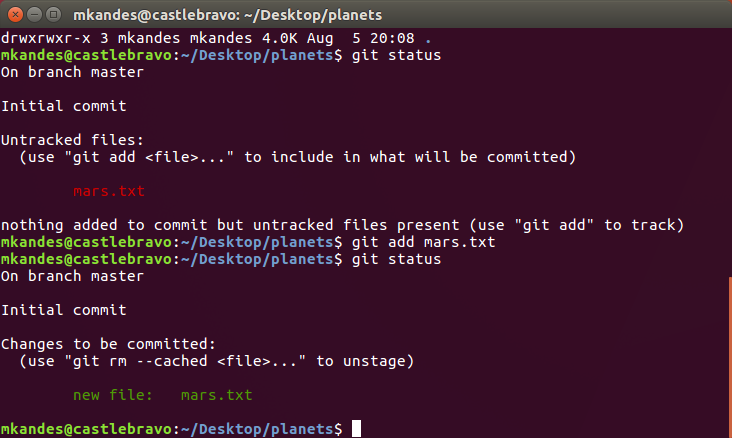 mkandes@castlebravo: ~/Desktop/planets
drwxrwxr-x 3 mkandes mkandes 4.0K Aug  5 20:08 .
mkandes@castlebravo:~/Desktop/planets$ git status
On branch master
Initial commit
Untracked files:
  (use "git add <file>..." to include in what will be committed)
        mars.txt
nothing added to commit but untracked files present (use "git add" to track)
mkandes@castlebravo:~/Desktop/planets$ git add mars.txt
mkandes@castlebravo:~/Desktop/planets$ git status
On branch master
Initial commit
Changes to be committed:
  (use "git rm --cached <file>..." to unstage)
        new file:   mars.txt
mkandes@castlebravo:~/Desktop/planets$